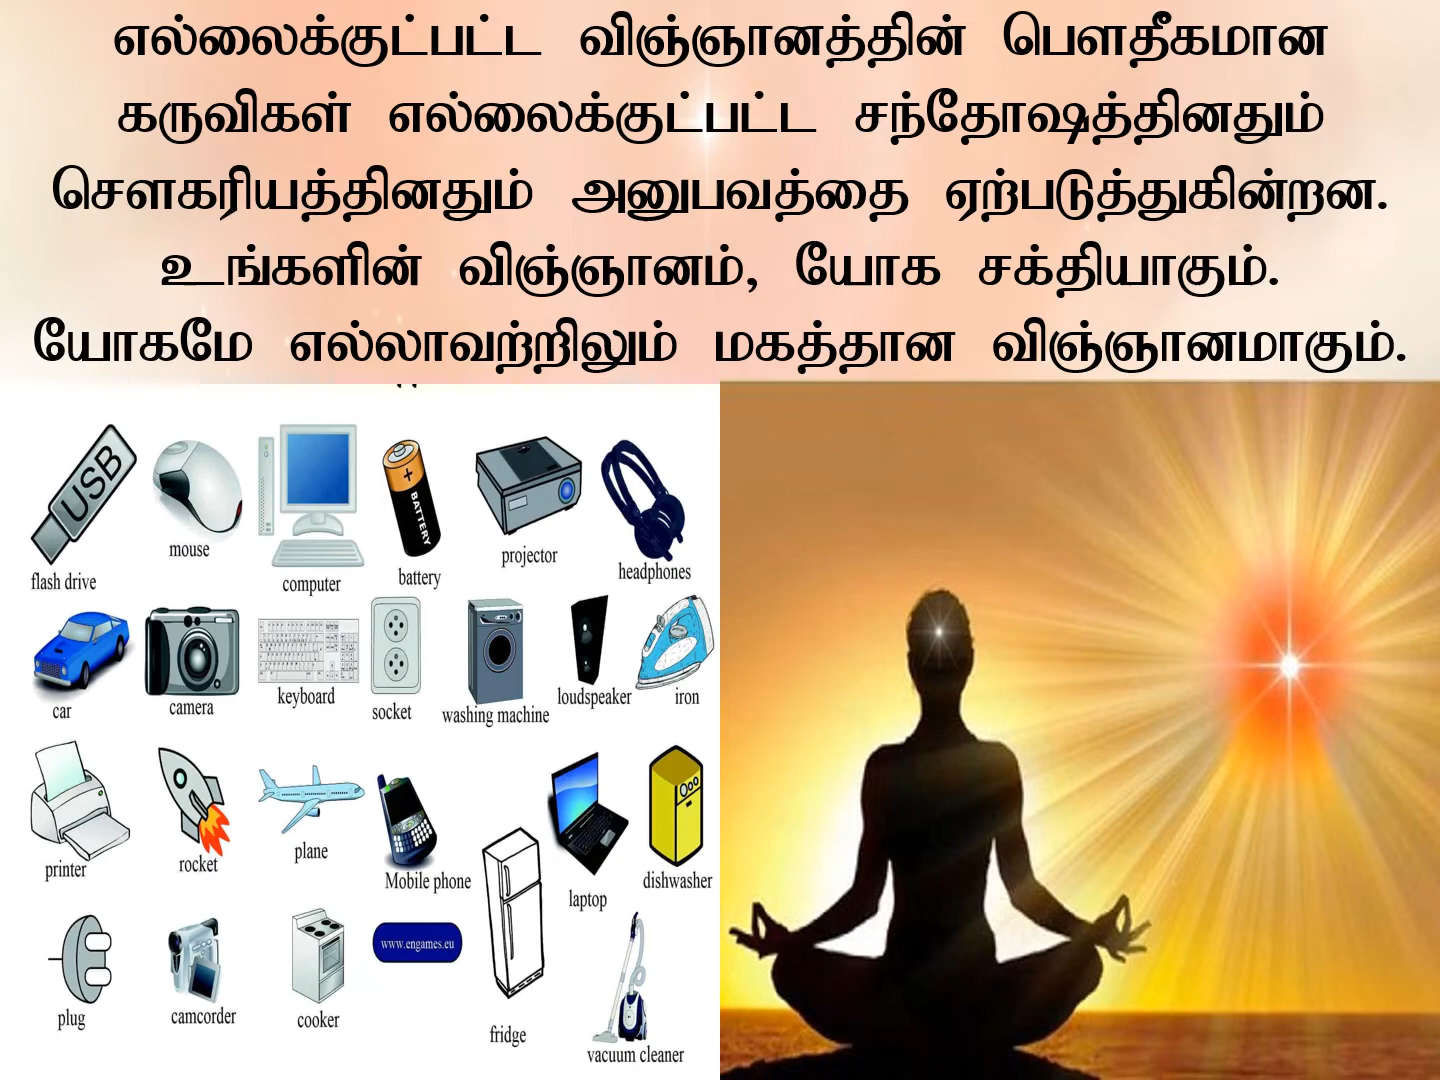 எல்லைக்குட்பட்ட விஞ்ஞானத்தின் பௌதீகமான
கருவிகள் எல்லைக்குட்பட்ட சந்தோஷத்தினதும்
சௌகரியத்தினதும் அனுபவத்தை ஏற்படுத்துகின்றன.
உங்களின் விஞ்ஞானம், யோக சக்தியாகும்.
யோகமே எல்லாவற்றிலும் மகத்தான விஞ்ஞானமாகும்.
USB
flash drive
mouse
computer
BATTERY
battery
projector
headphones
car
camera
keyboard
socket
washing machine
loudspeaker
iron
printer
rocket
plane
Mobile phone
laptop
dishwasher
plug
camcorder
cooker
www.engames.eu
fridge
vacuum cleaner